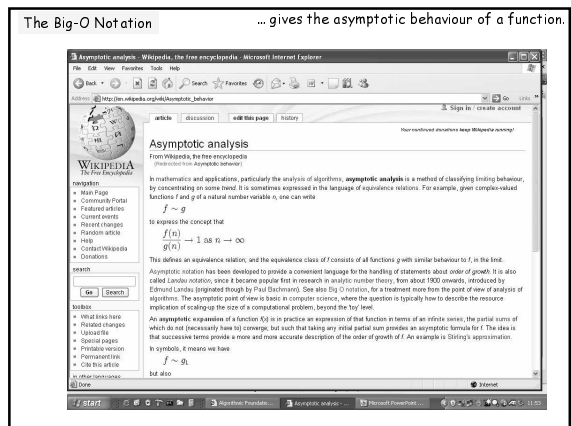 The Big-O Notation
... gives the asymptotic behaviour of a function.
Asymptotic analysis - Wikipedia, the free encyclopedia - Microsoft Internet Explorer
File Edit View Favorites Tools Help
Back Search Favorites
Address http://en.wikipedia.org/wiki/Asymptotic_behavior Go Links
Sign in / create account
article discussion edit this page history
Your continued donations keep Wikipedia running!
WIKIPEDIA
The Free Encyclopedia
navigation
Main Page
Community Portal
Featured articles
Current events
Recent changes
Random article
Help
Contact Wikipedia
Donations
search
Go Search
toolbox
What links here
Related changes
Upload file
Special pages
Printable version
Permanent link
Cite this article
in other languages
Asymptotic analysis
From Wikipedia, the free encyclopedia
(Redirected from Asymptotic behavior)
In mathematics and applications, particularly the analysis of algorithms, asymptotic analysis is a method of classifying limiting behaviour,
by concentrating on some trend. It is sometimes expressed in the language of equivalence relations. For example, given complex-valued
functions f and g of a natural number variable n, one can write
f ∼ g
to express the concept that
f(n)/g(n) → 1 as n → ∞
This defines an equivalence relation; and the equivalence class of f consists of all functions g with similar behaviour to f, in the limit.
Asymptotic notation has been developed to provide a convenient language for the handling of statements about order of growth. It is also
called Landau notation, since it became popular first in research in analytic number theory, from about 1900 onwards, introduced by
Edmund Landau (originated though by Paul Bachmann). See also Big O notation, for a treatment more from the point of view of analysis of
algorithms. The asymptotic point of view is basic in computer science, where the question is typically how to describe the resource
implication of scaling-up the size of a computational problem, beyond the 'toy' level.
An asymptotic expansion of a function f(x) is in practice an expression of that function in terms of an infinite series, the partial sums of
which do not (necessarily have to) converge, but such that taking any initial partial sum provides an asymptotic formula for f. The idea is
that successive terms provide a more and more accurate description of the order of growth of f. An example is Stirling's approximation.
In symbols, it means we have
f ∼ g₁
but also
Done Internet
start Algorithms Foundatio... Asymptotic analysis - ... Microsoft PowerPoint ... 11:53